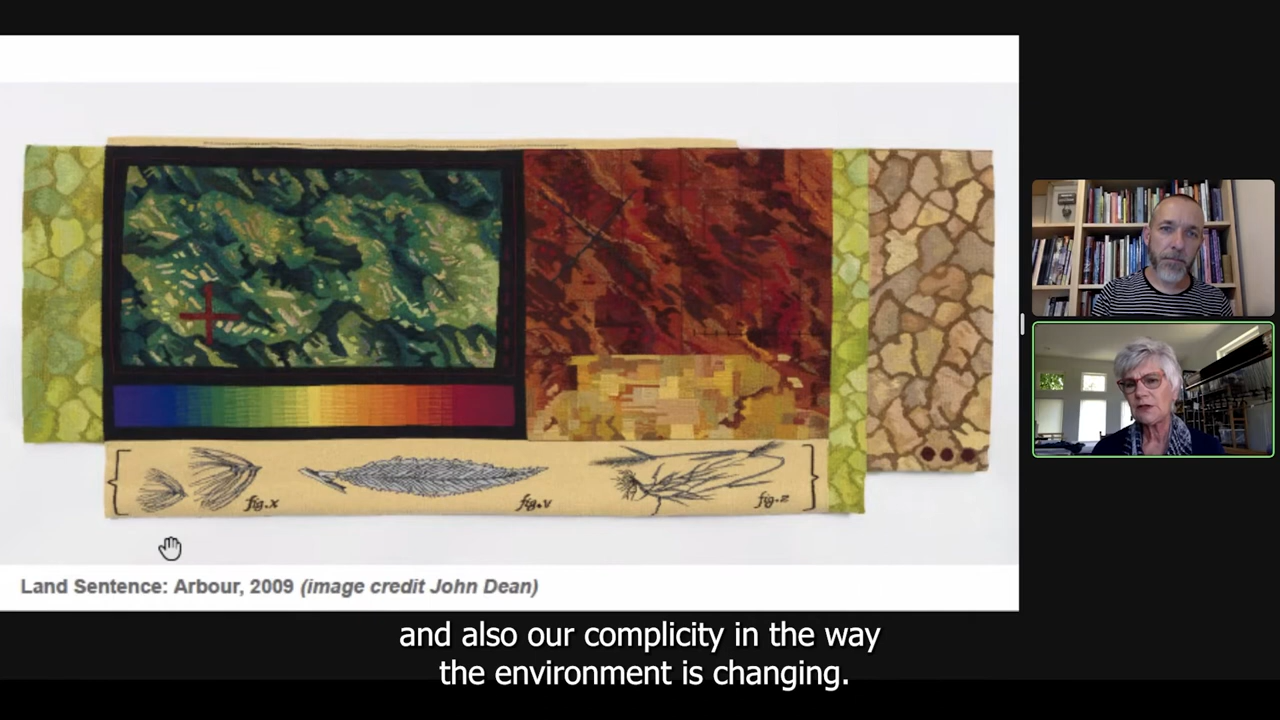 fig.x
fig.v
fig.z
Land Sentence: Arbour, 2009 (image credit John Dean)
and also our complicity in the way
the environment is changing.